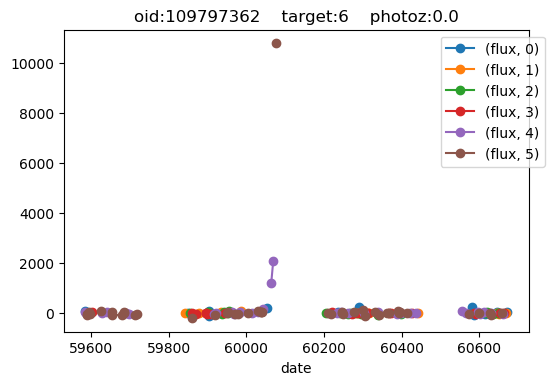 oid:109797362    target:6    photoz:0.0
10000
8000
6000
4000
2000
0
59600 59800 60000 60200 60400 60600
date
(flux, 0)
(flux, 1)
(flux, 2)
(flux, 3)
(flux, 4)
(flux, 5)